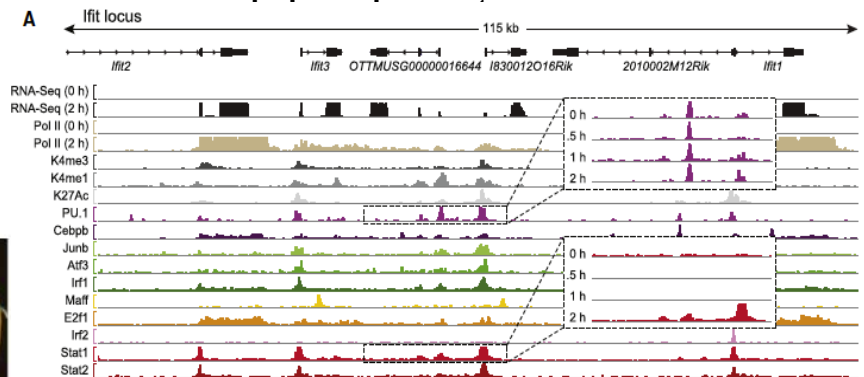 A
Ifit locus
115 kb
Ifit2
Ifit3
OTTMUSG00000016644
I830012O16Rik
2010002M12Rik
Ifit1
RNA-Seq (0 h)
RNA-Seq (2 h)
Pol II (0 h)
Pol II (2 h)
K4me3
K4me1
K27Ac
PU.1
Cebpb
Junb
Atf3
Irf1
Maff
E2f1
Irf2
Stat1
Stat2
0 h
.5 h
1 h
2 h
0 h
.5 h
1 h
2 h